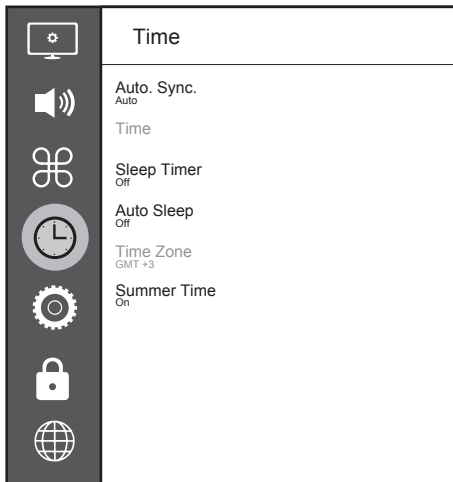 Time
Auto. Sync.
Auto
Time
Sleep Timer
Off
Auto Sleep
Off
Time Zone
GMT +3
Summer Time
On